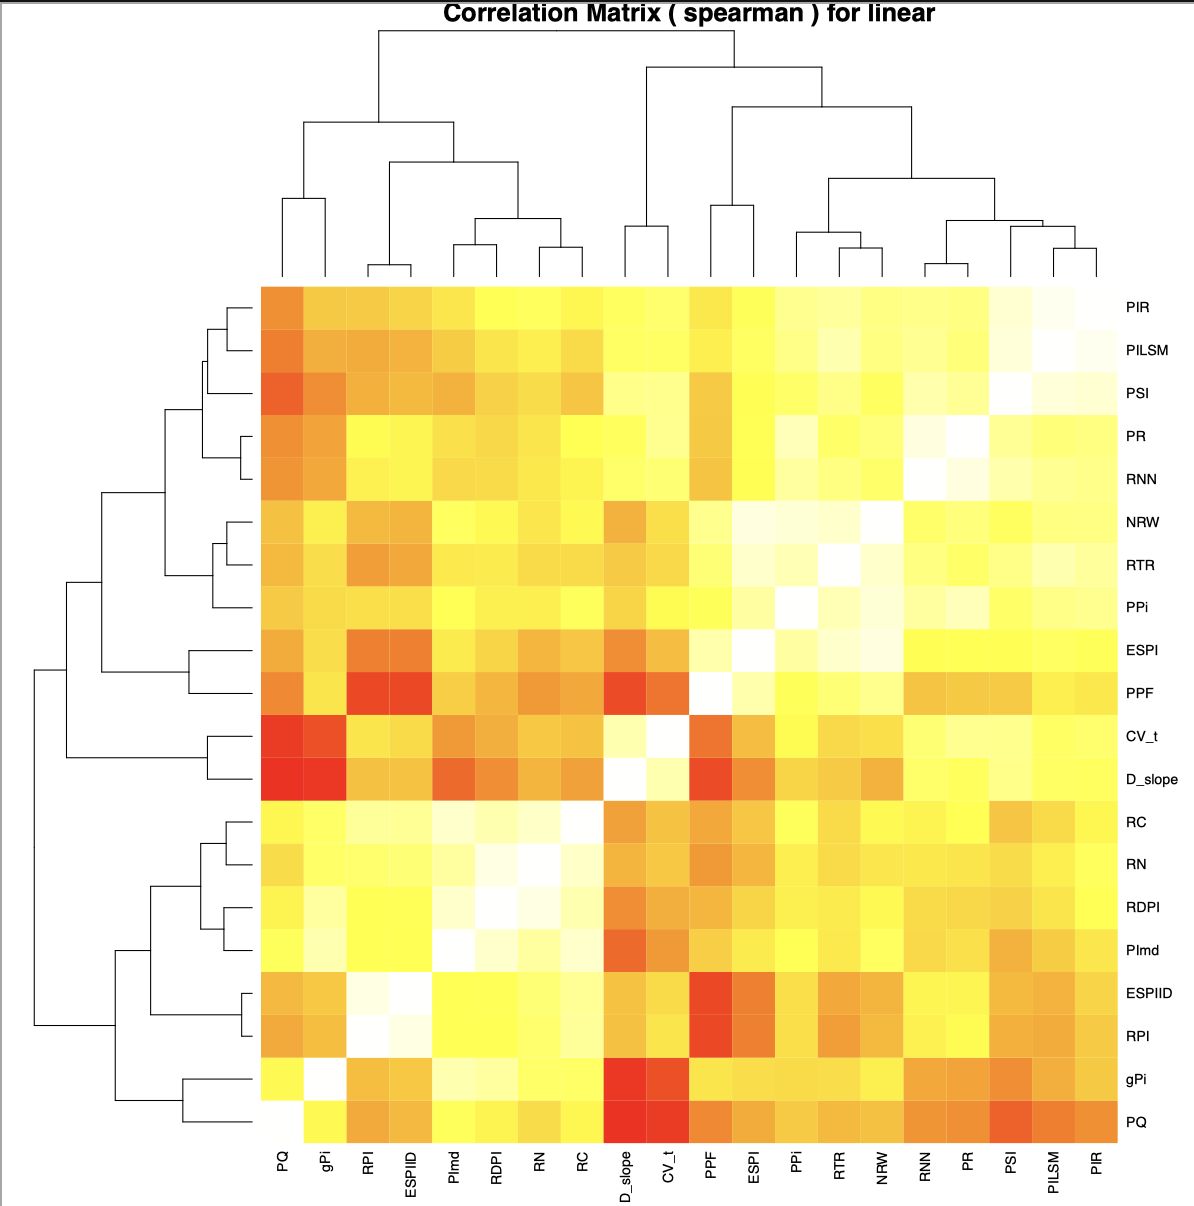 Correlation Matrix ( spearman ) for linear
PIR
PILSM
PSI
PR
RNN
NRW
RTR
PPi
ESPI
PPF
CV_t
D_slope
RC
RN
RDPI
PImd
ESPIID
RPI
gPi
PQ
PQ
gPi
RPI
ESPIID
PImd
RDPI
RN
RC
D_slope
CV_t
PPF
ESPI
PPi
RTR
NRW
RNN
PR
PSI
PILSM
PIR